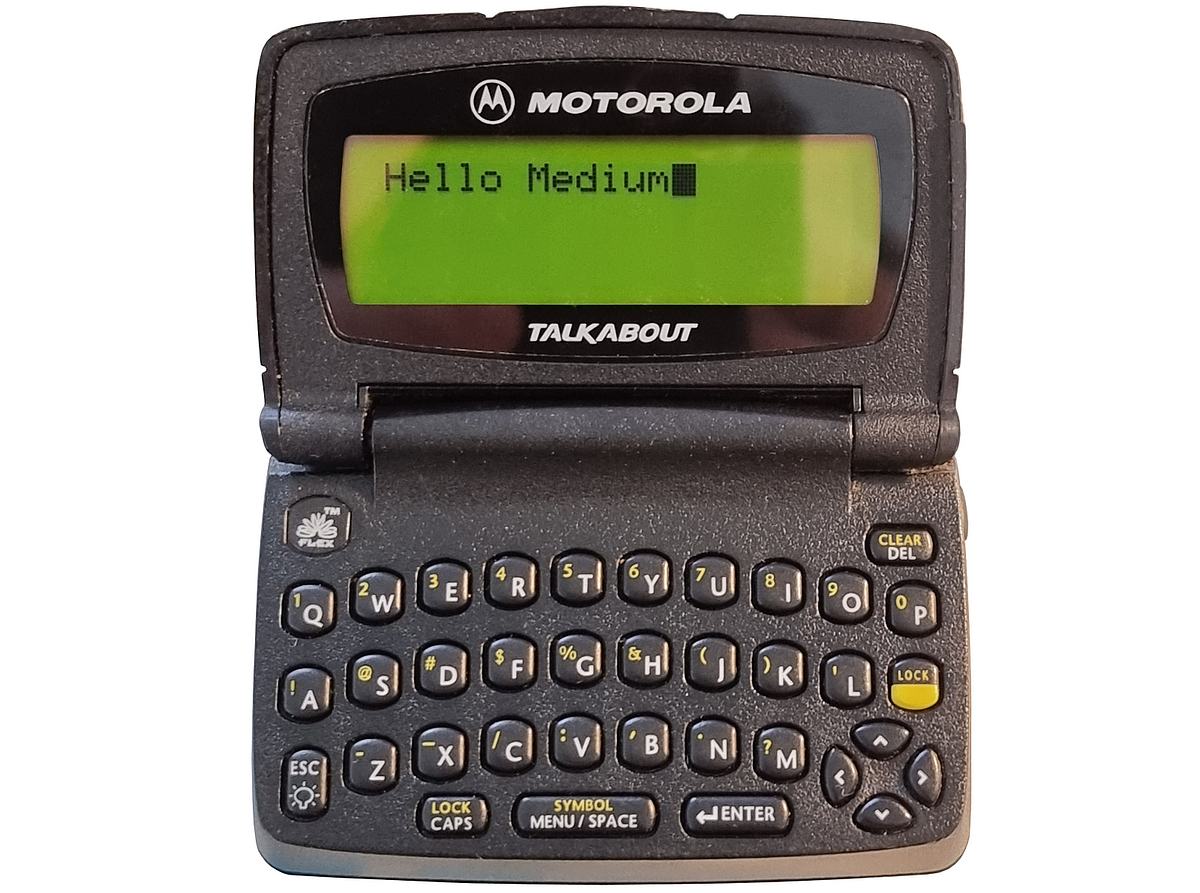 MOTOROLA
Hello Medium
TALKABOUT
TM
FLEX
CLEAR
DEL
1 Q 2 W 3 E 4 R 5 T 6 Y 7 U 8 I 9 O 0 P
! A @ S # D $ F % G & H ( J ) K ' L LOCK
ESC - Z _ X / C : V , B . N ? M
LOCK
CAPS
SYMBOL
MENU / SPACE
ENTER